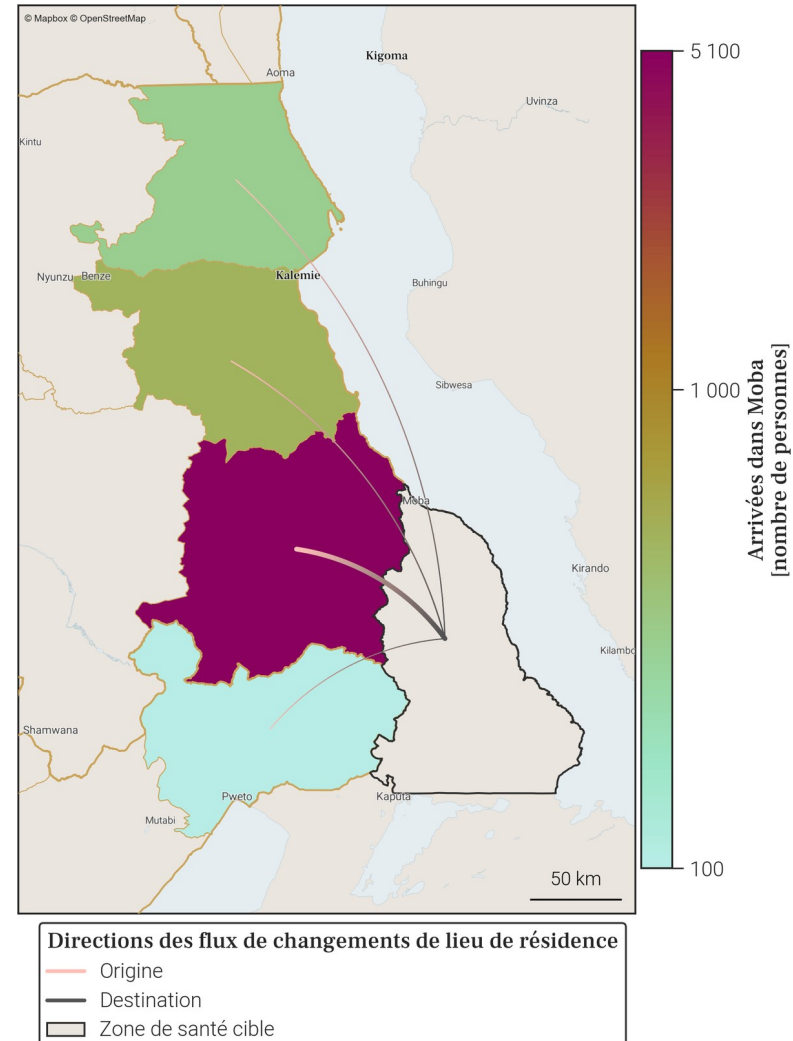 © Mapbox © OpenStreetMap
Kigoma
Aoma
Uvinza
Kintu
Nyunzu
Benze
Kalemie
Buhingu
Sibwesa
Moba
Kirando
Kilambo
Shamwana
Pweto
Kaputa
Mutabi
50 km
5 100
1 000
100
Arrivées dans Moba
[nombre de personnes]
Directions des flux de changements de lieu de résidence
Origine
Destination
Zone de santé cible